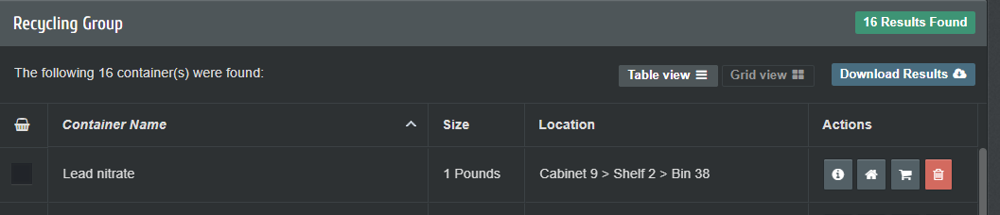 Recycling Group
16 Results Found
The following 16 container(s) were found:
Table view
Grid view
Download Results
Container Name
Size
Location
Actions
Lead nitrate
1 Pounds
Cabinet 9 > Shelf 2 > Bin 38